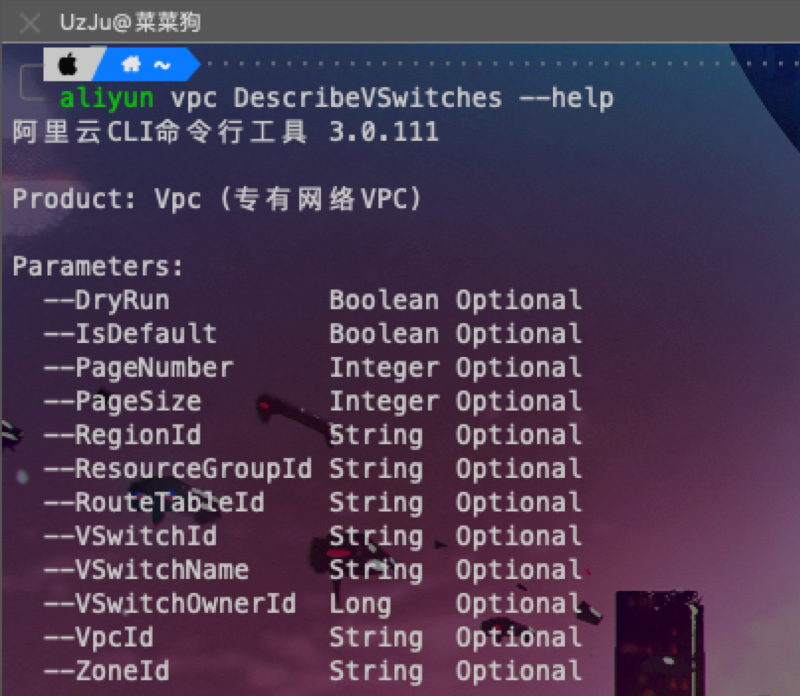 UzJu@菜菜狗
~
aliyun vpc DescribeVSwitches --help
阿里云CLI命令行工具 3.0.111
Product: Vpc (专有网络VPC)
Parameters:
--DryRun Boolean Optional
--IsDefault Boolean Optional
--PageNumber Integer Optional
--PageSize Integer Optional
--RegionId String Optional
--ResourceGroupId String Optional
--RouteTableId String Optional
--VSwitchId String Optional
--VSwitchName String Optional
--VSwitchOwnerId Long Optional
--VpcId String Optional
--ZoneId String Optional